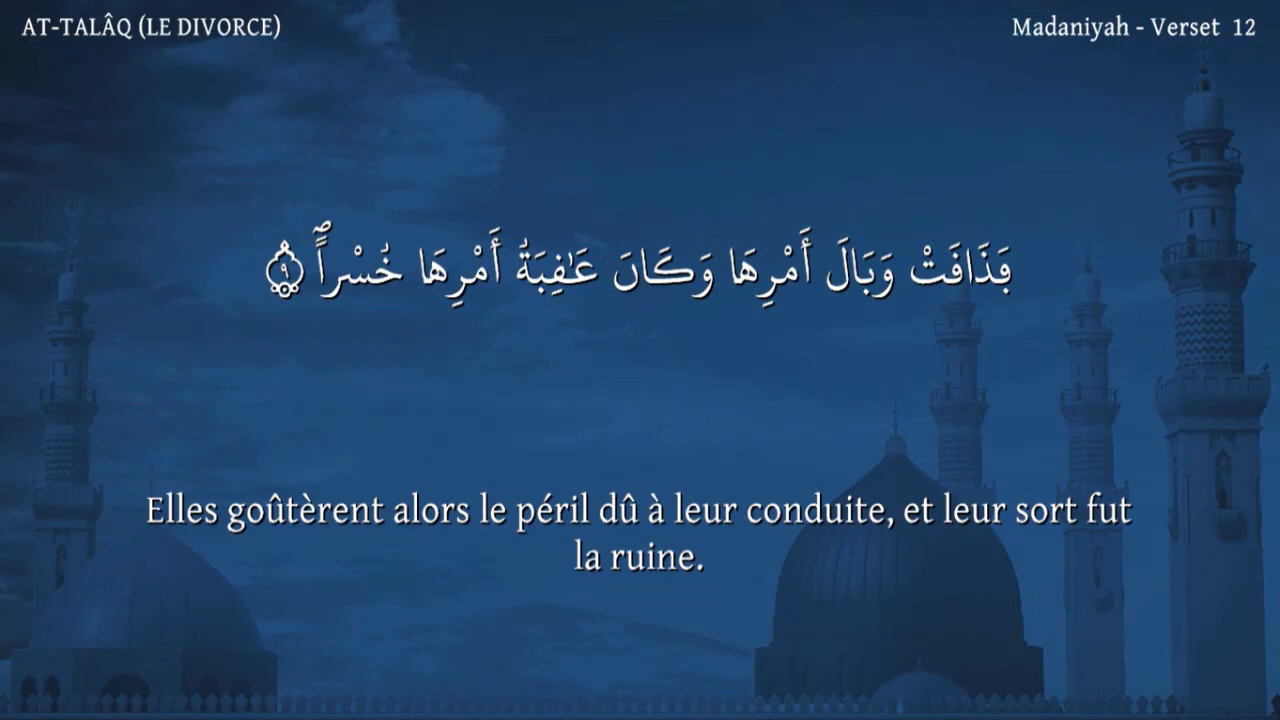 AT-TALÂQ (LE DIVORCE)
Madaniyah - Verset 12
فَذَاقَتْ وَبَالَ أَمْرِهَا وَكَانَ عَٰقِبَةُ أَمْرِهَا خُسْراًۖ ۝٩
Elles goûtèrent alors le péril dû à leur conduite, et leur sort fut
la ruine.